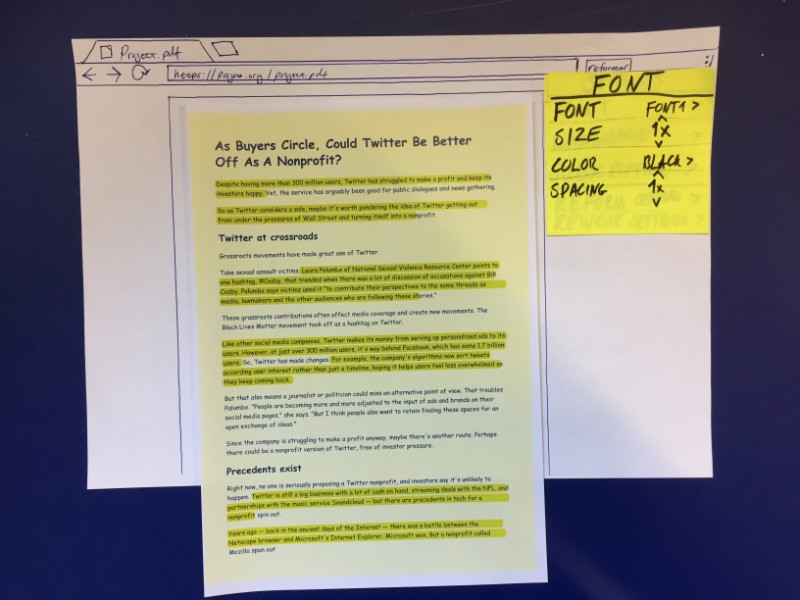 Project.pdf
https://project.org/project.pdf
reformar
FONT
FONT FONT1 >
SIZE 1x
COLOR BLACK >
SPACING 1x
As Buyers Circle, Could Twitter Be Better
Off As A Nonprofit?
Despite having more than 300 million users, Twitter has struggled to make a profit and keep its
investors happy. Yet, the service has arguably been good for public dialogues and news gathering.
So as Twitter considers a sale, maybe it's worth pondering the idea of Twitter getting out
from under the pressures of Wall Street and turning itself into a nonprofit.
Twitter at crossroads
Grassroots movements have made great use of Twitter.
Take sexual assault victims. Laura Palumbo of National Sexual Violence Resource Center points to
one hashtag, #Cosby, that trended when there was a lot of discussion of accusations against Bill
Cosby. Palumbo says victims used it "to contribute their perspectives to the same threads as
media, lawmakers and the other audiences who are following these stories."
These grassroots contributions often affect media coverage and create new movements. The
Black Lives Matter movement took off as a hashtag on Twitter.
Like other social media companies, Twitter makes its money from serving up personalized ads to its
users. However, at just over 300 million users, it's way behind Facebook, which has some 1.7 billion
users. So, Twitter has made changes. For example, the company's algorithms now sort tweets
according user interest rather than just a timeline, hoping it helps users feel less overwhelmed so
they keep coming back.
But that also means a journalist or politician could miss an alternative point of view. That troubles
Palumbo. "People are becoming more and more adjusted to the input of ads and brands on their
social media pages," she says. "But I think people also want to retain finding these spaces for an
open exchange of ideas."
Since the company is struggling to make a profit anyway, maybe there's another route. Perhaps
there could be a nonprofit version of Twitter, free of investor pressure.
Precedents exist
Right now, no one is seriously proposing a Twitter nonprofit, and investors say it's unlikely to
happen. Twitter is still a big business with a lot of cash on hand, streaming deals with the NFL, and
partnerships with the music service Soundcloud — but there are precedents in tech for a
nonprofit spin out.
Years ago — back in the ancient days of the Internet — there was a battle between the
Netscape browser and Microsoft's Internet Explorer. Microsoft won. But a nonprofit called
Mozilla spun out